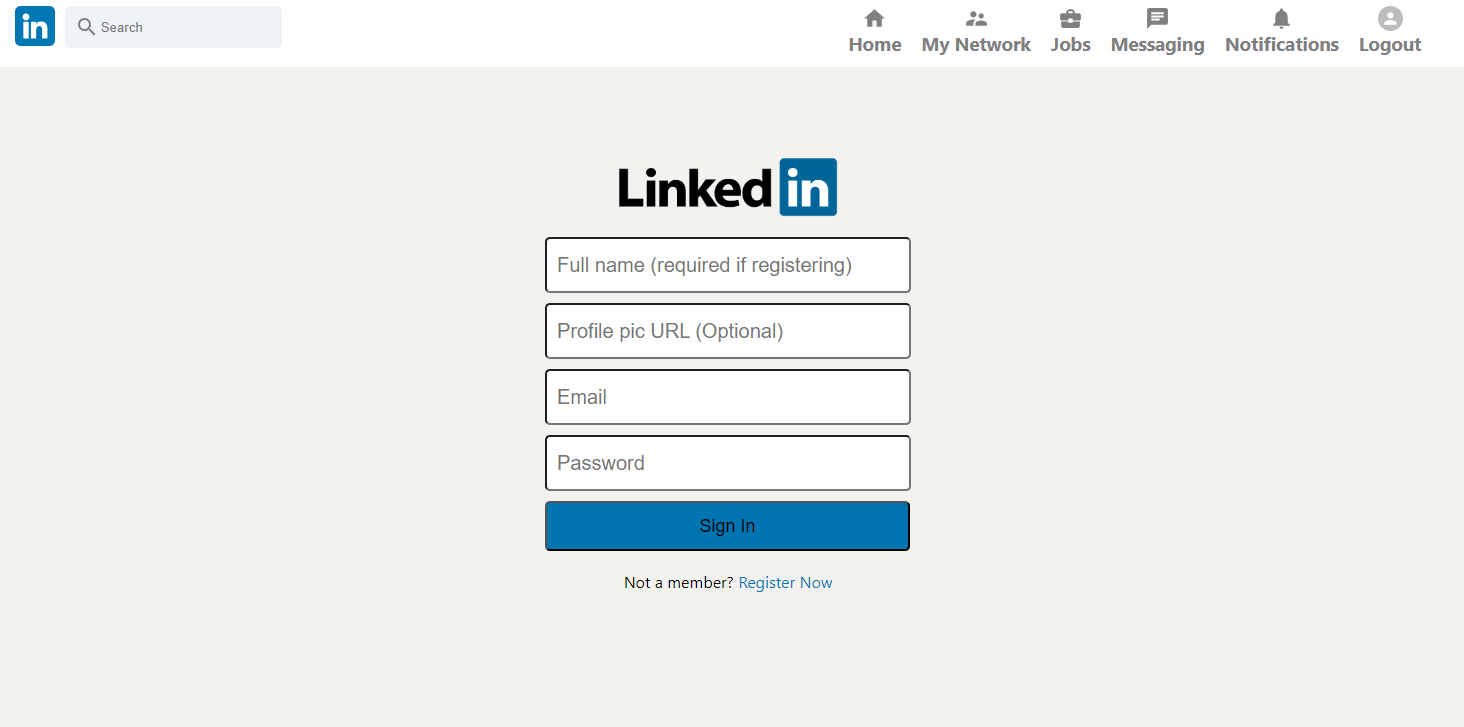 in Search
Home My Network Jobs Messaging Notifications Logout
Linked in
Full name (required if registering)
Profile pic URL (Optional)
Email
Password
Sign In
Not a member? Register Now